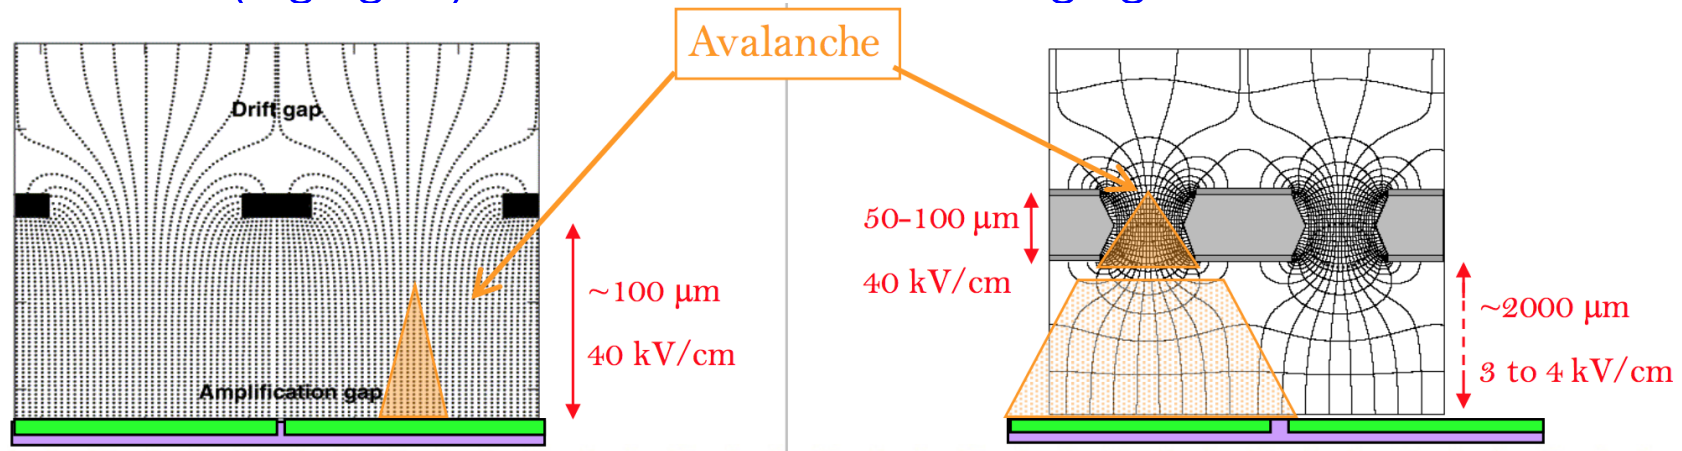 Avalanche
Drift gap
~100 µm
40 kV/cm
Amplification gap
50-100 µm
40 kV/cm
~2000 µm
3 to 4 kV/cm